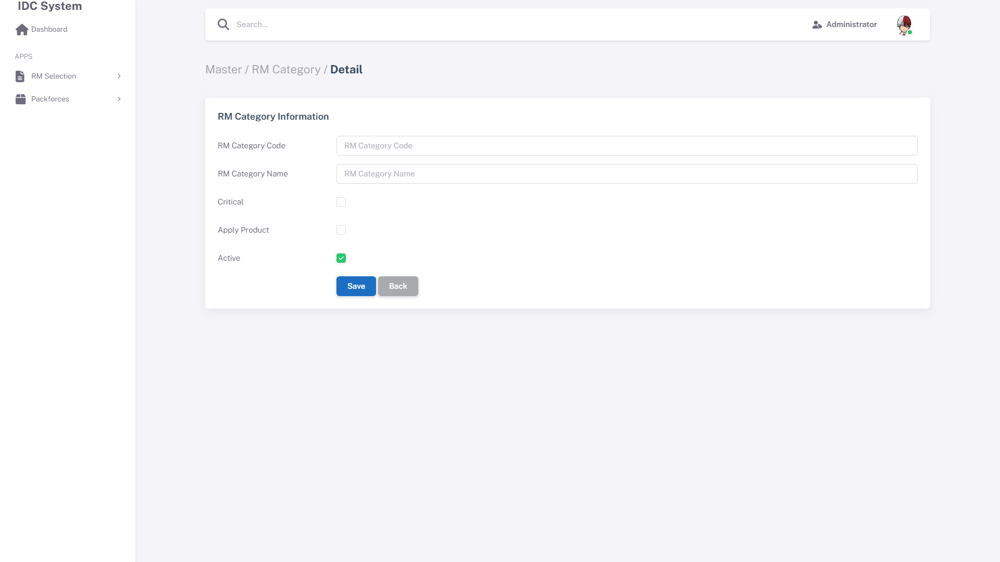 IDC System
Dashboard
APPS
RM Selection
Packforces
Search...
Administrator
Master / RM Category / Detail
RM Category Information
RM Category Code
RM Category Code
RM Category Name
RM Category Name
Critical
Apply Product
Active
Save
Back